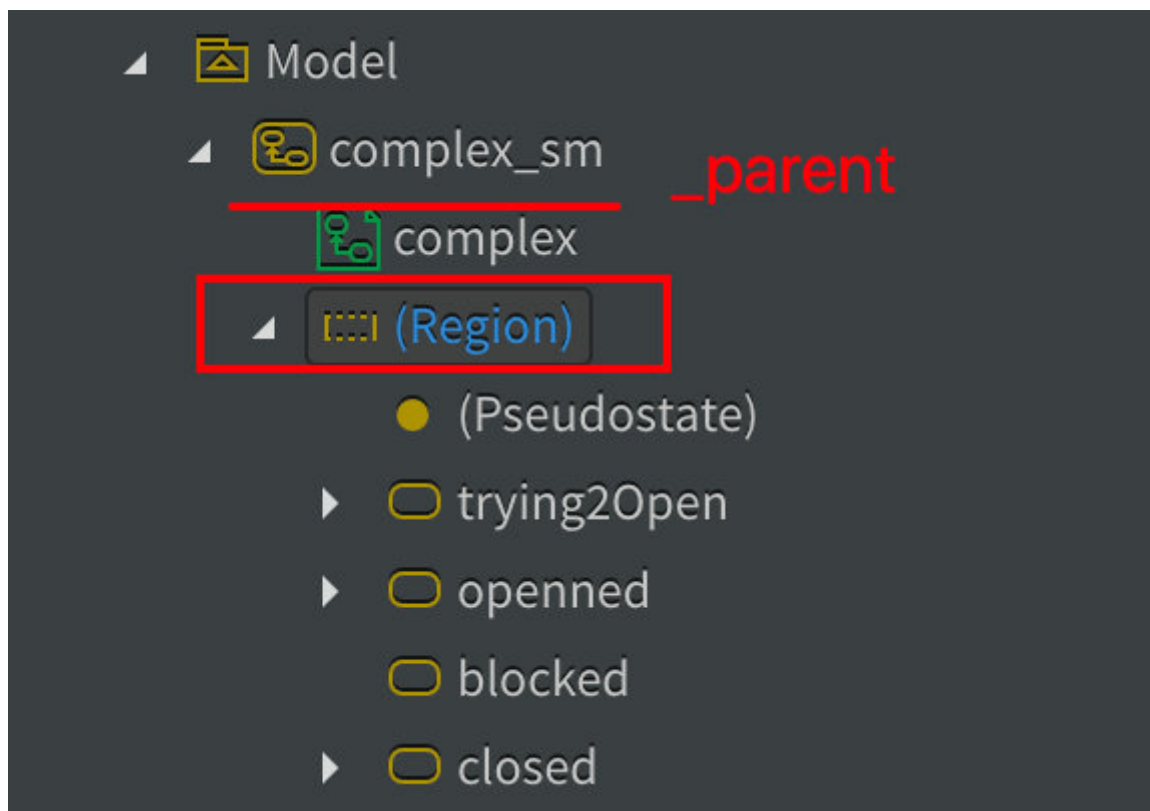 Model
complex_sm _parent
complex
(Region)
(Pseudostate)
trying2Open
openned
blocked
closed